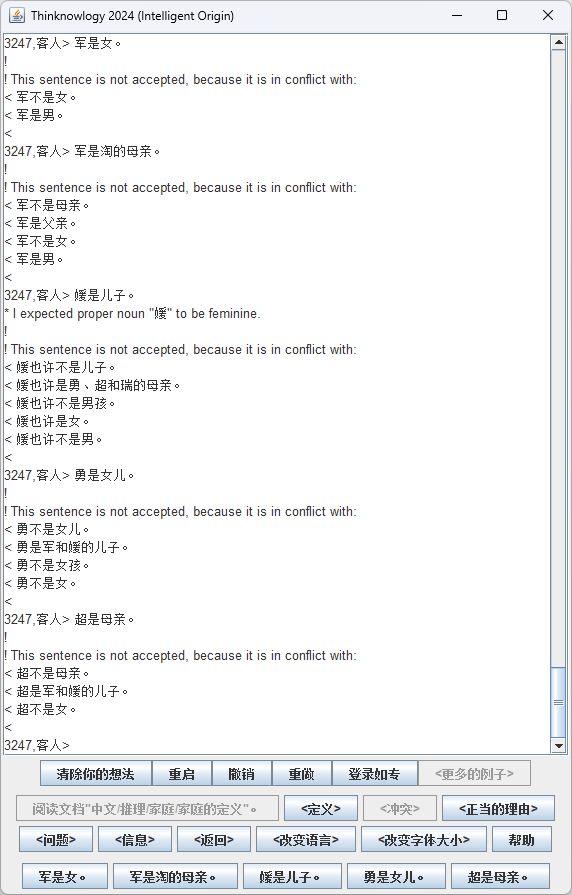 Thinknowlogy 2024 (Intelligent Origin)
3247,客人> 军是女。
!
! This sentence is not accepted, because it is in conflict with:
< 军不是女。
< 军是男。
<
3247,客人> 军是淘的母亲。
!
! This sentence is not accepted, because it is in conflict with:
< 军不是母亲。
< 军是父亲。
< 军不是女。
< 军是男。
<
3247,客人> 媛是儿子。
* I expected proper noun "媛" to be feminine.
!
! This sentence is not accepted, because it is in conflict with:
< 媛也许不是儿子。
< 媛也许是勇、超和瑞的母亲。
< 媛也许不是男孩。
< 媛也许是女。
< 媛也许不是男。
<
3247,客人> 勇是女儿。
!
! This sentence is not accepted, because it is in conflict with:
< 勇不是女儿。
< 勇是军和媛的儿子。
< 勇不是女孩。
< 勇不是女。
<
3247,客人> 超是母亲。
!
! This sentence is not accepted, because it is in conflict with:
< 超不是母亲。
< 超是军和媛的儿子。
< 超不是女。
<
3247,客人>
清除你的想法 重启 撤销 重做 登录如专 <更多的例子>
阅读文档"中文/推理/家庭/家庭的定义"。 <定义> <冲突> <正当的理由>
<问题> <信息> <返回> <改变语言> <改变字体大小> 帮助
军是女。 军是淘的母亲。 媛是儿子。 勇是女儿。 超是母亲。